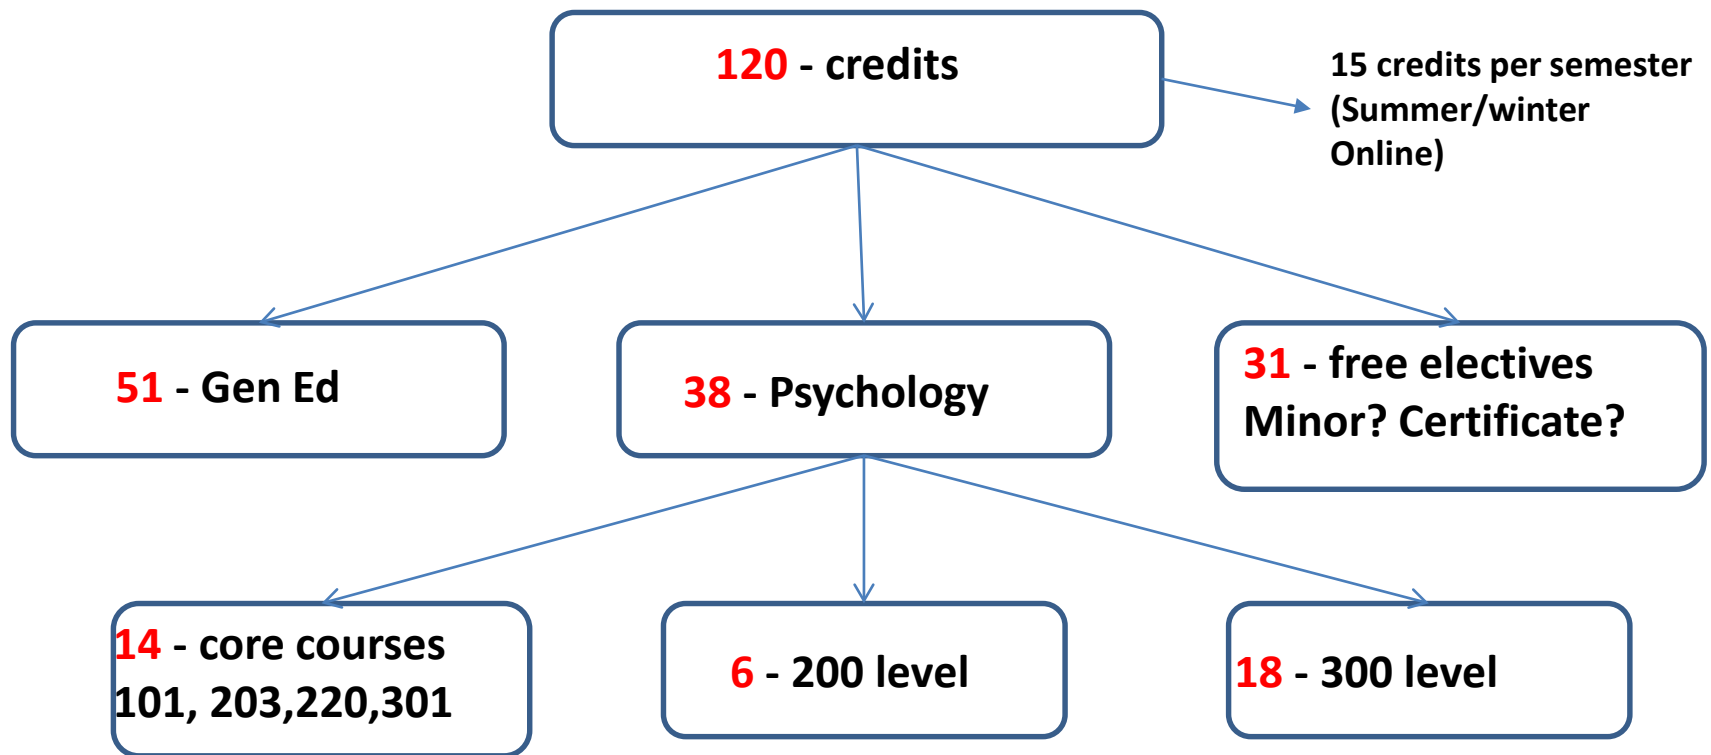 120 - credits
15 credits per semester
(Summer/winter
Online)
51 - Gen Ed
38 - Psychology
31 - free electives
Minor? Certificate?
14 - core courses
101, 203,220,301
6 - 200 level
18 - 300 level